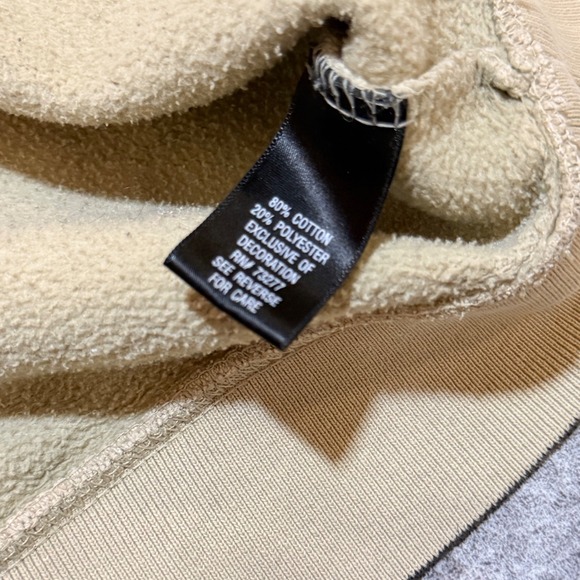 80% COTTON
20% POLYESTER
EXCLUSIVE OF
DECORATION
RN# 73277
SEE REVERSE
FOR CARE